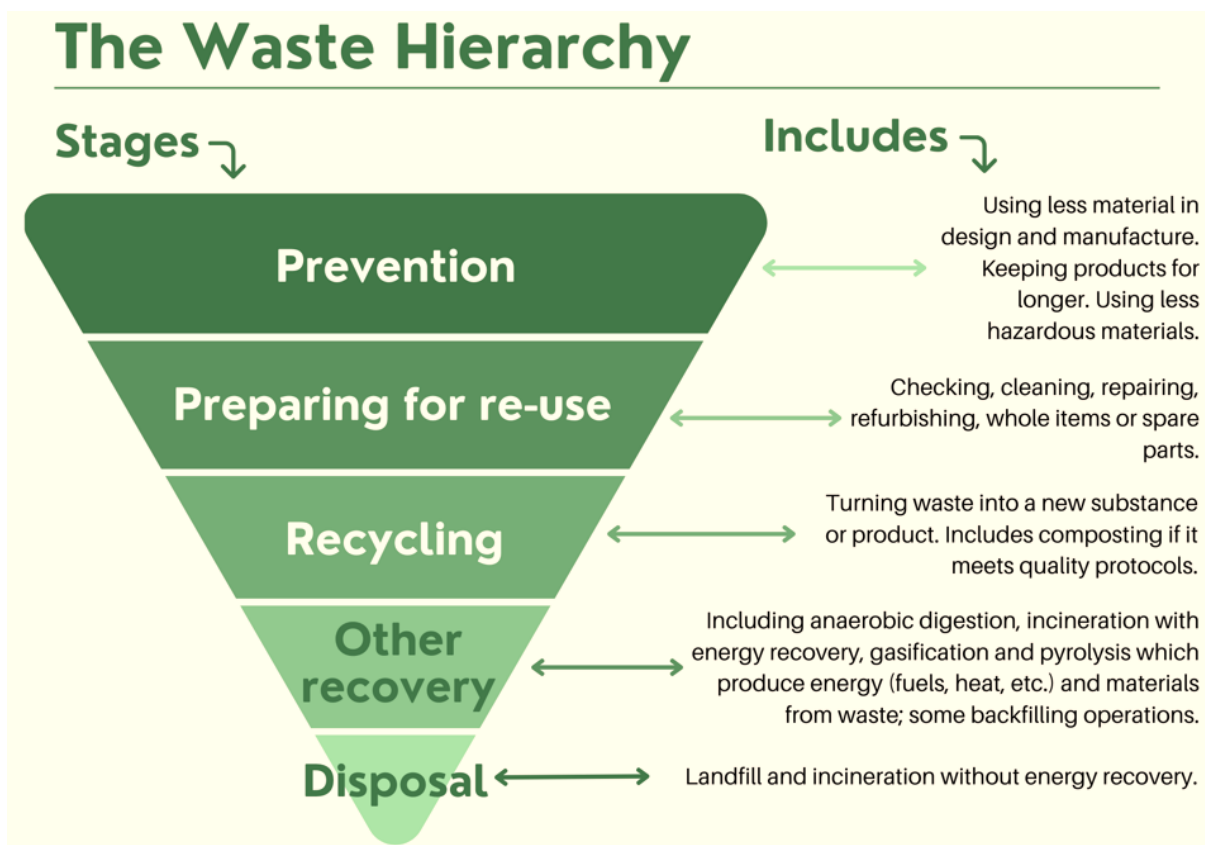 The Waste Hierarchy
Stages
Includes
Prevention
Using less material in
design and manufacture.
Keeping products for
longer. Using less
hazardous materials.
Preparing for re-use
Checking, cleaning, repairing,
refurbishing, whole items or spare
parts.
Recycling
Turning waste into a new substance
or product. Includes composting if it
meets quality protocols.
Other
recovery
Including anaerobic digestion, incineration with
energy recovery, gasification and pyrolysis which
produce energy (fuels, heat, etc.) and materials
from waste; some backfilling operations.
Disposal
Landfill and incineration without energy recovery.